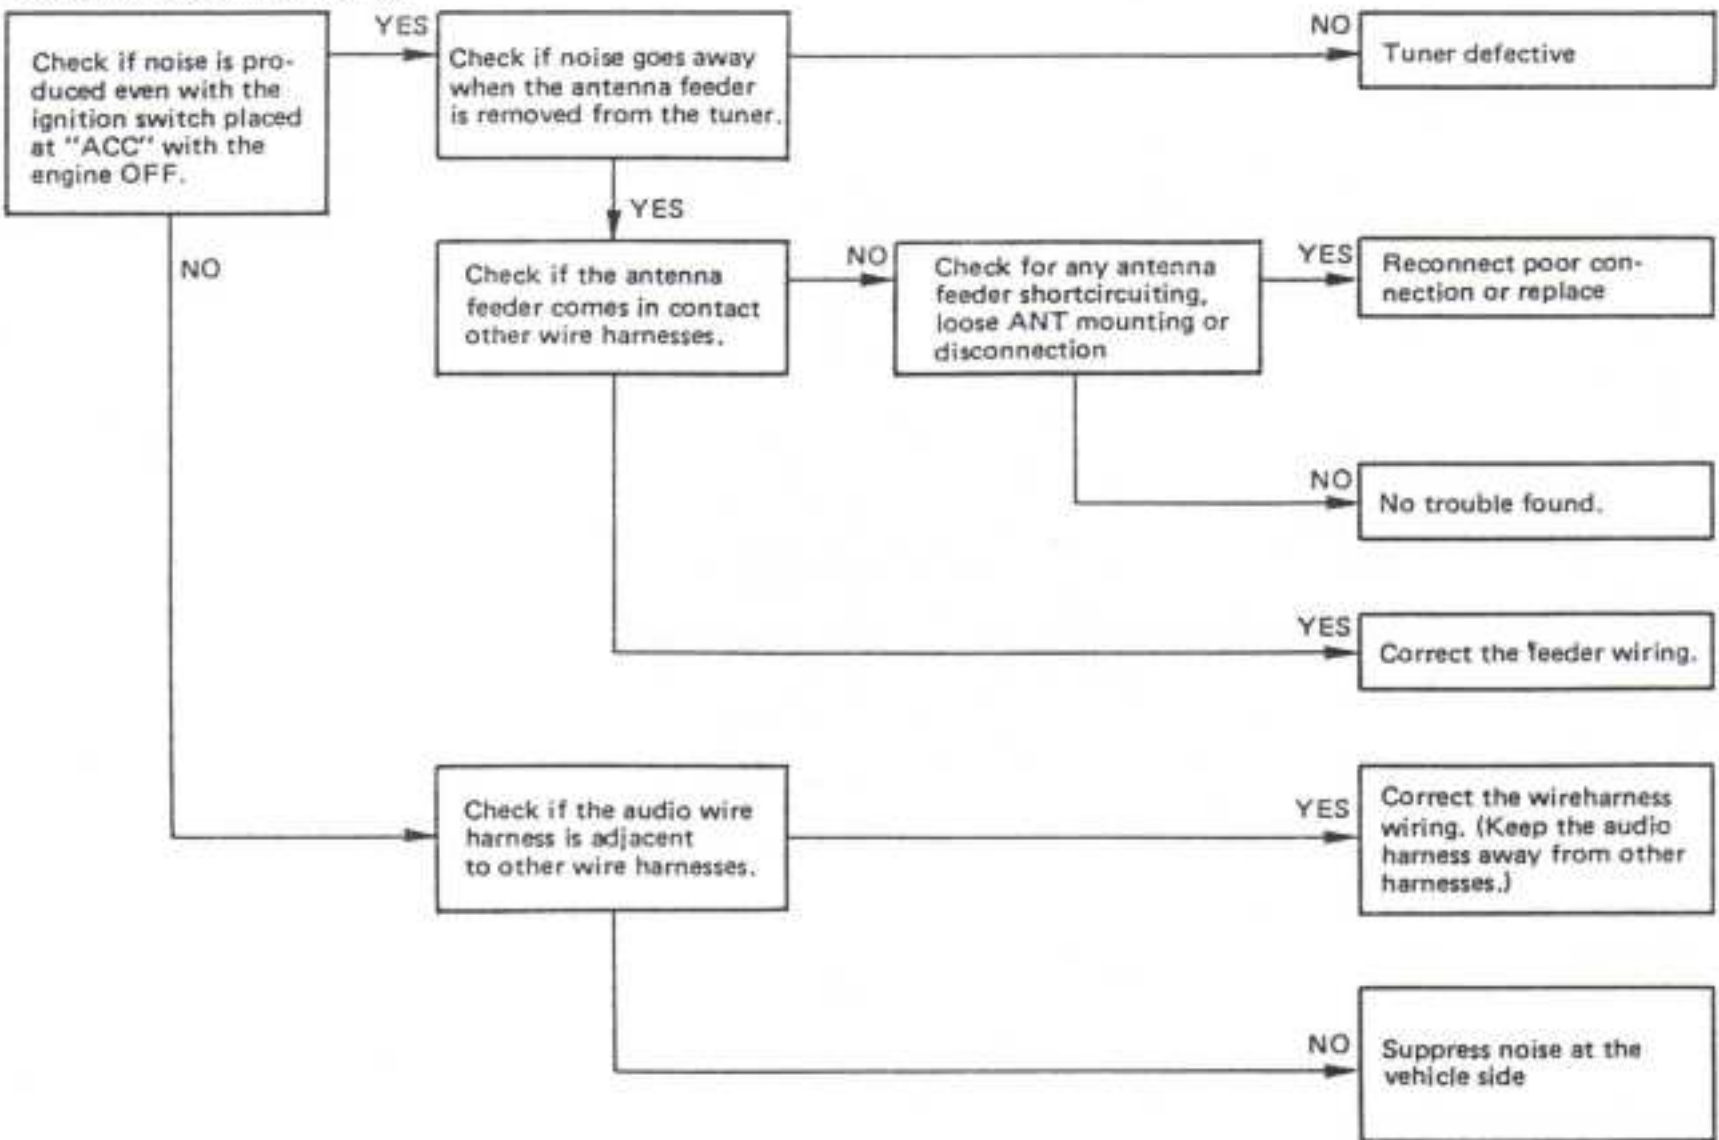 YES
NO
Check if noise is pro-
duced even with the
ignition switch placed
at "ACC" with the
engine OFF.
Check if noise goes away
when the antenna feeder
is removed from the tuner.
Tuner defective
YES
NO
NO
YES
Check if the antenna
feeder comes in contact
other wire harnesses.
Check for any antenna
feeder shortcircuiting,
loose ANT mounting or
disconnection
Reconnect poor con-
nection or replace
NO
No trouble found.
YES
Correct the feeder wiring.
Check if the audio wire
harness is adjacent
to other wire harnesses.
YES
Correct the wireharness
wiring. (Keep the audio
harness away from other
harnesses.)
NO
Suppress noise at the
vehicle side